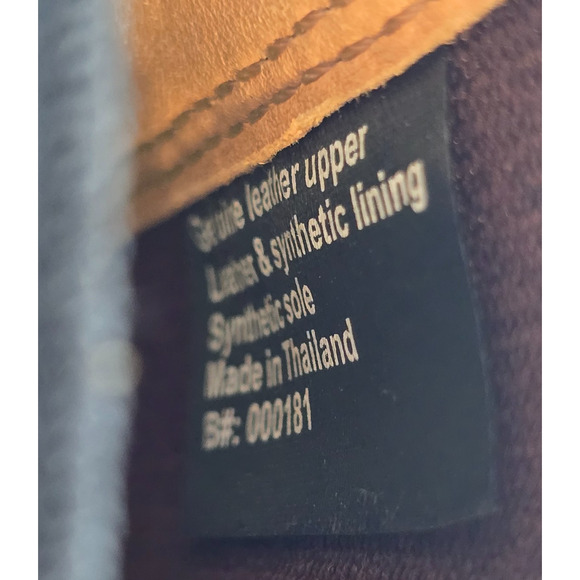 Genuine leather upper
Leather & synthetic lining
Synthetic sole
Made in Thailand
S#: 000181